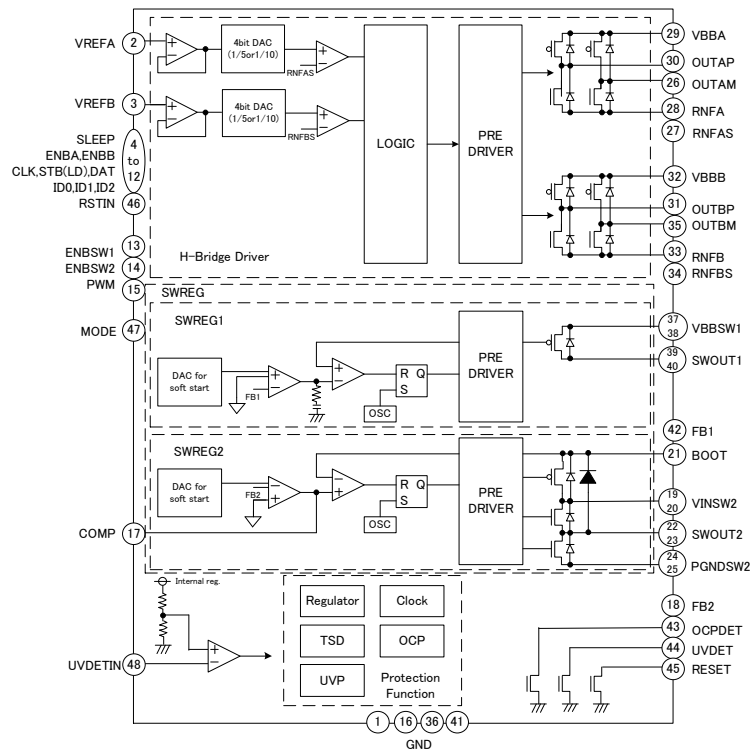 VREFA 2
VREFB 3
SLEEP
ENBA,ENBB
CLK,STB(LD),DAT
ID0,ID1,ID2
4
to
12
RSTIN 46
ENBSW1 13
ENBSW2 14
PWM 15
MODE 47
COMP 17
UVDETIN 48
4bit DAC
(1/5or1/10)
RNFAS
4bit DAC
(1/5or1/10)
RNFBS
LOGIC
PRE
DRIVER
H-Bridge Driver
29 VBBA
30 OUTAP
26 OUTAM
28 RNFA
27 RNFAS
32 VBBB
31 OUTBP
35 OUTBM
33 RNFB
34 RNFBS
SWREG
SWREG1
DAC for
soft start
FB1
R Q
S
OSC
PRE
DRIVER
37
38
VBBSW1
39
40
SWOUT1
42 FB1
SWREG2
DAC for
soft start
FB2
R Q
S
OSC
PRE
DRIVER
21 BOOT
19
20
VINSW2
22
23
SWOUT2
24
25
PGNDSW2
18 FB2
43 OCPDET
44 UVDET
45 RESET
Internal reg.
Regulator
Clock
TSD
OCP
UVP
Protection
Function
1 16 36 41
GND